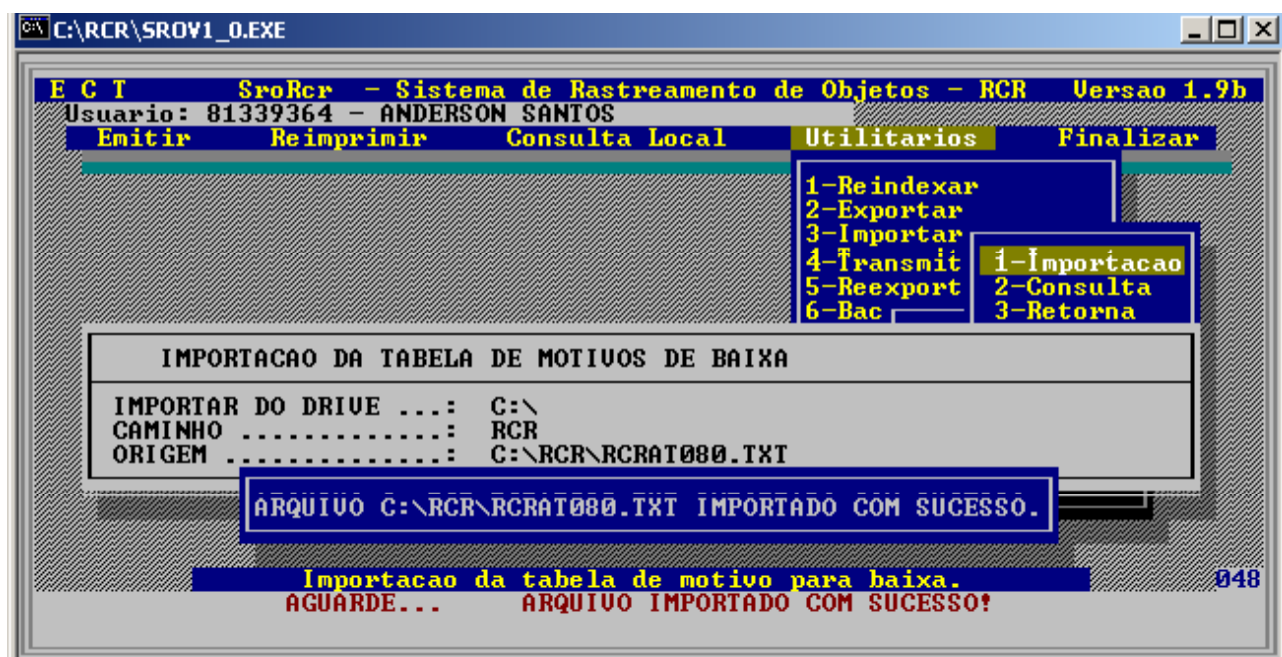 C:\RCR\SROV1_0.EXE
E C T SroRcr - Sistema de Rastreamento de Objetos - RCR Versao 1.9b
Usuario: 81339364 - ANDERSON SANTOS
Emitir Reimprimir Consulta Local Utilitarios Finalizar
1-Reindexar
2-Exportar
3-Importar
4-Transmit
5-Reexport
6-Bac
1-Importacao
2-Consulta
3-Retorna
IMPORTACAO DA TABELA DE MOTIVOS DE BAIXA
IMPORTAR DO DRIVE ...: C:\
CAMINHO .............: RCR
ORIGEM ..............: C:\RCR\RCRAT080.TXT
ARQUIVO C:\RCR\RCRAT080.TXT IMPORTADO COM SUCESSO.
Importacao da tabela de motivo para baixa. 048
AGUARDE... ARQUIVO IMPORTADO COM SUCESSO!